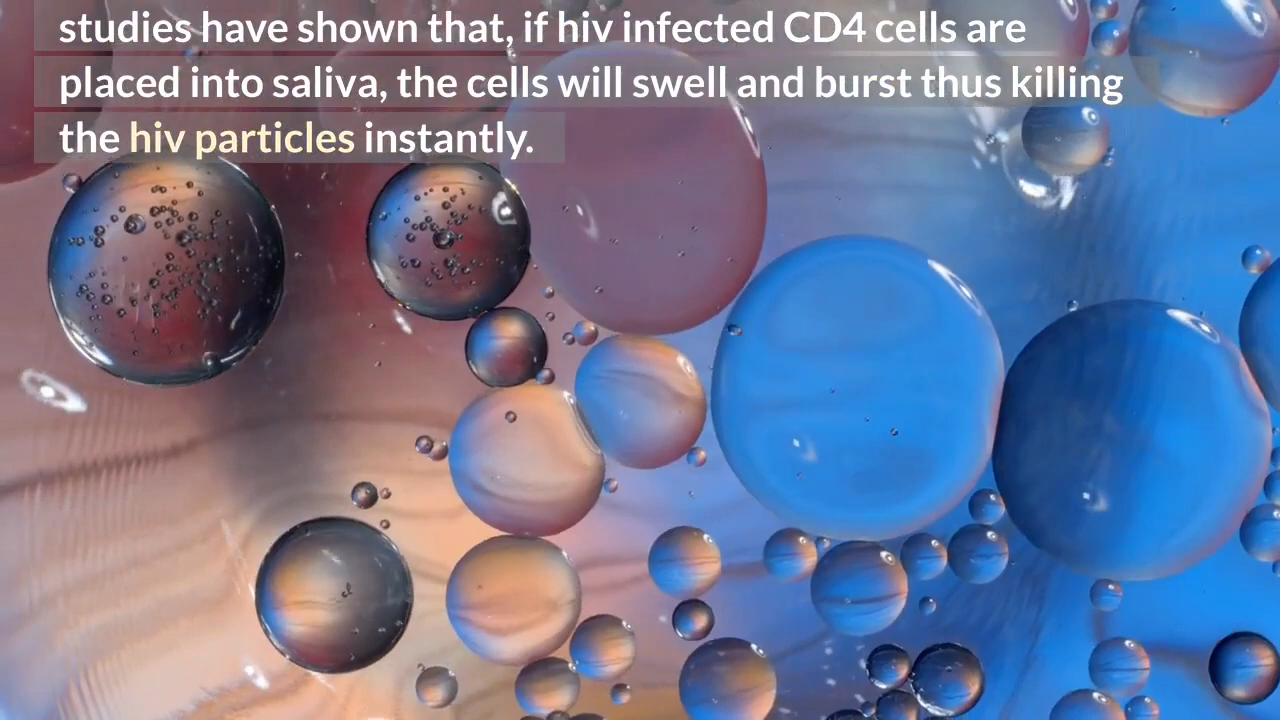 studies have shown that, if hiv infected CD4 cells are
placed into saliva, the cells will swell and burst thus killing
the hiv particles instantly.